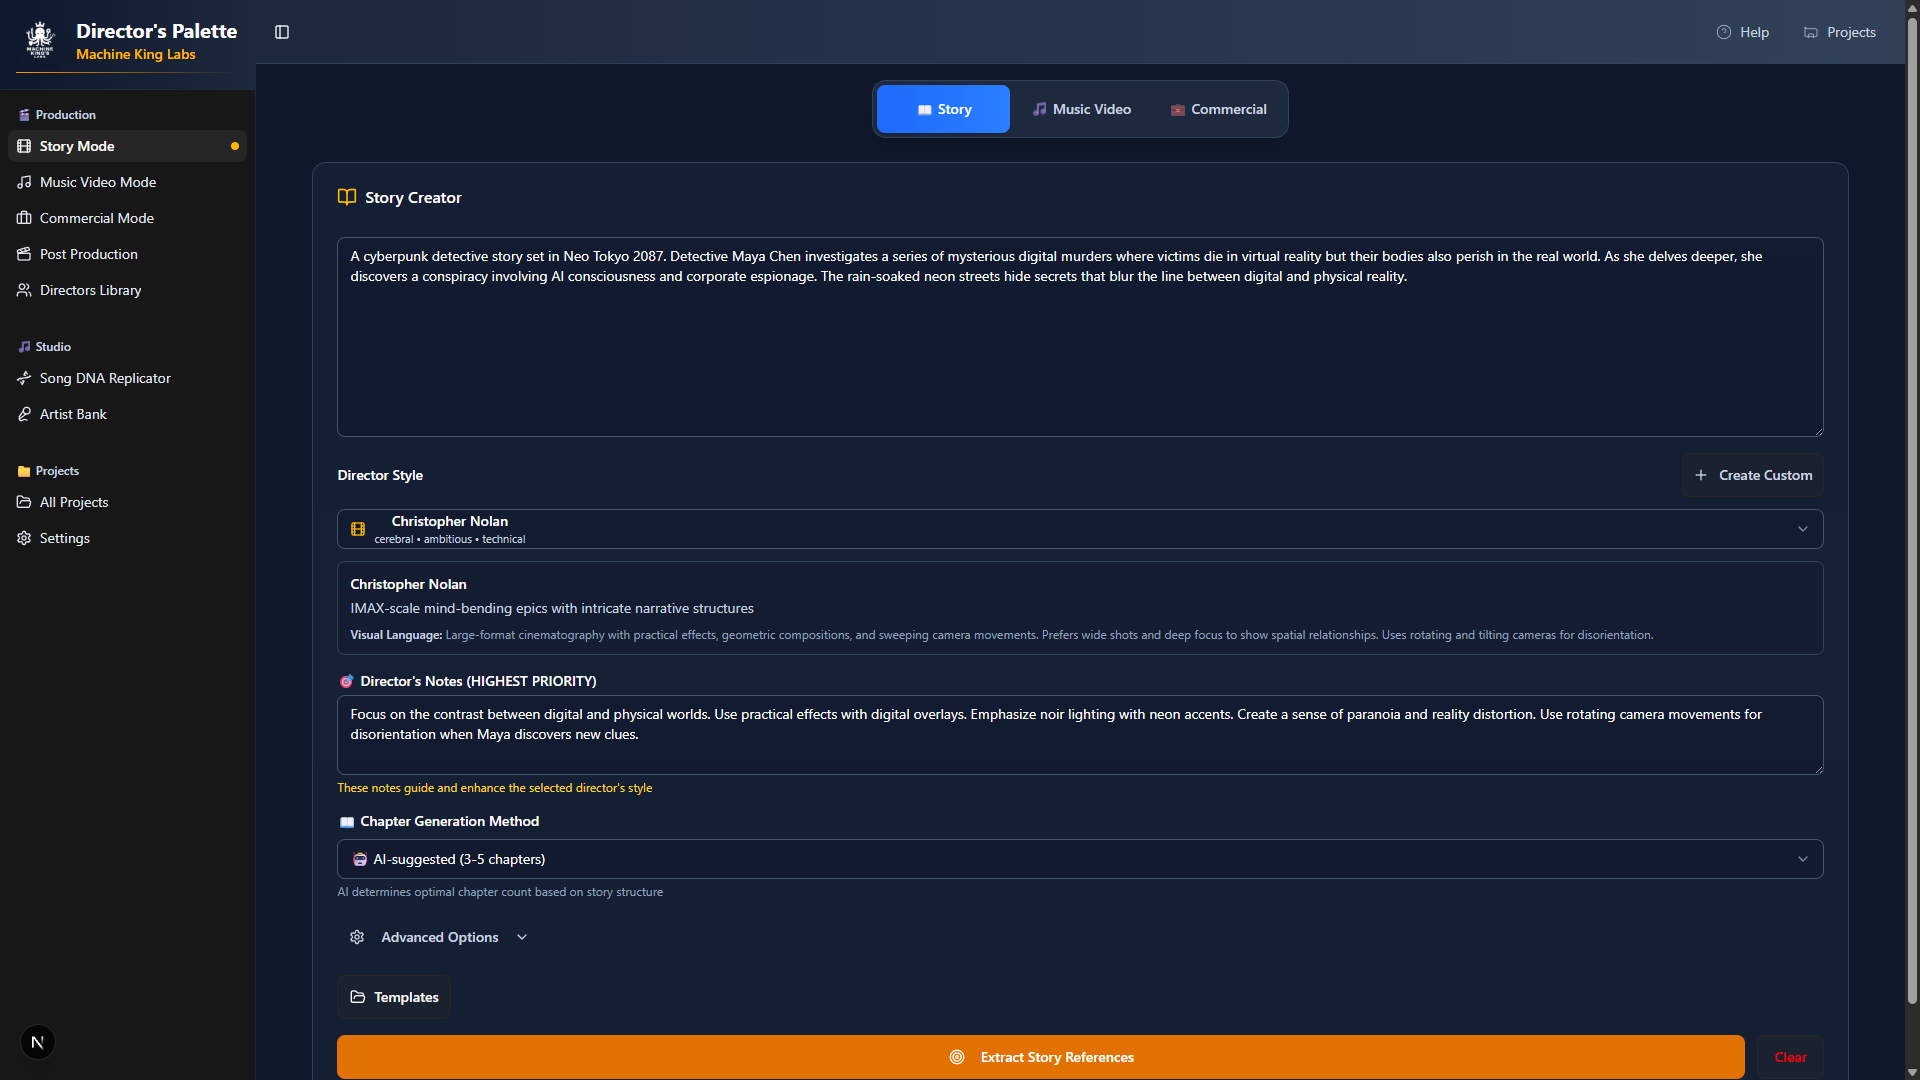 Director's Palette
Machine King Labs
MACHINE
KING'S
LABS
Help
Projects
Production
Story Mode
Music Video Mode
Commercial Mode
Post Production
Directors Library
Studio
Song DNA Replicator
Artist Bank
Projects
All Projects
Settings
N
Story
Music Video
Commercial
Story Creator
A cyberpunk detective story set in Neo Tokyo 2087. Detective Maya Chen investigates a series of mysterious digital murders where victims die in virtual reality but their bodies also perish in the real world. As she delves deeper, she
discovers a conspiracy involving AI consciousness and corporate espionage. The rain-soaked neon streets hide secrets that blur the line between digital and physical reality.
Director Style
Create Custom
Christopher Nolan
cerebral • ambitious • technical
Christopher Nolan
IMAX-scale mind-bending epics with intricate narrative structures
Visual Language: Large-format cinematography with practical effects, geometric compositions, and sweeping camera movements. Prefers wide shots and deep focus to show spatial relationships. Uses rotating and tilting cameras for disorientation.
Director's Notes (HIGHEST PRIORITY)
Focus on the contrast between digital and physical worlds. Use practical effects with digital overlays. Emphasize noir lighting with neon accents. Create a sense of paranoia and reality distortion. Use rotating camera movements for
disorientation when Maya discovers new clues.
These notes guide and enhance the selected director's style
Chapter Generation Method
AI-suggested (3-5 chapters)
AI determines optimal chapter count based on story structure
Advanced Options
Templates
Extract Story References
Clear